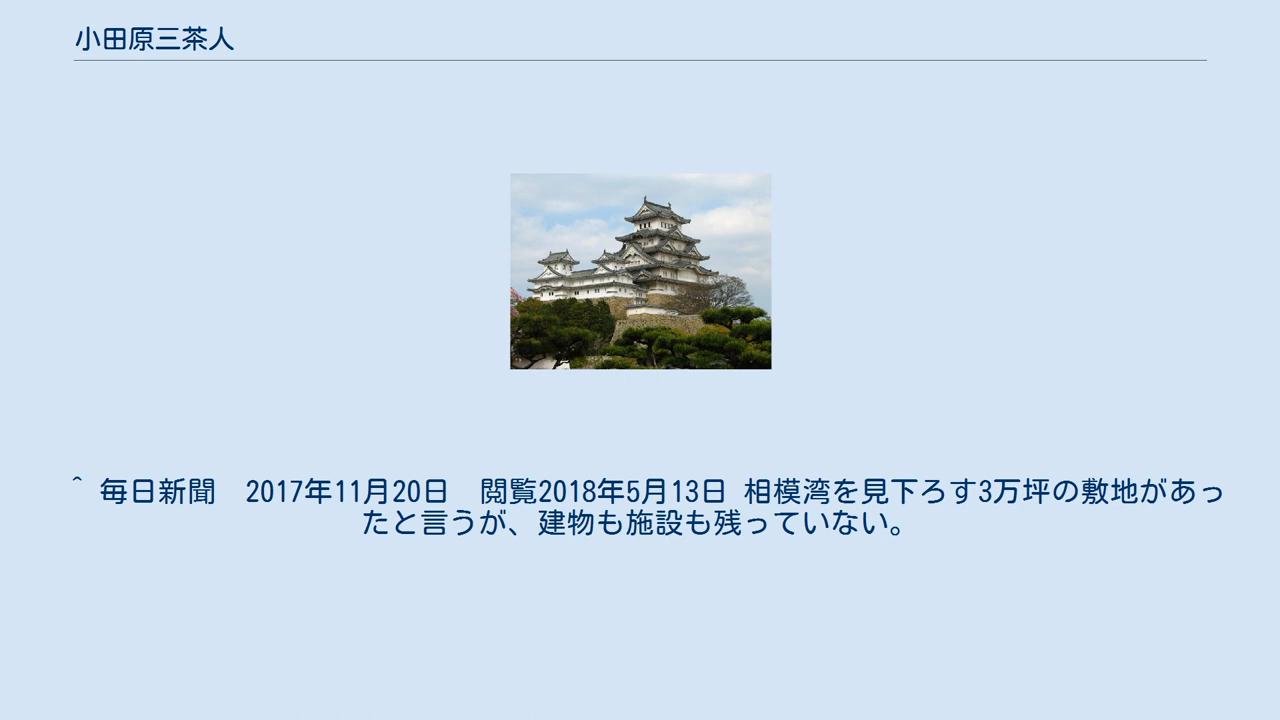 小田原三茶人
^ 毎日新聞　2017年11月20日　閲覧2018年5月13日 相模湾を見下ろす3万坪の敷地があっ
たと言うが、建物も施設も残っていない。